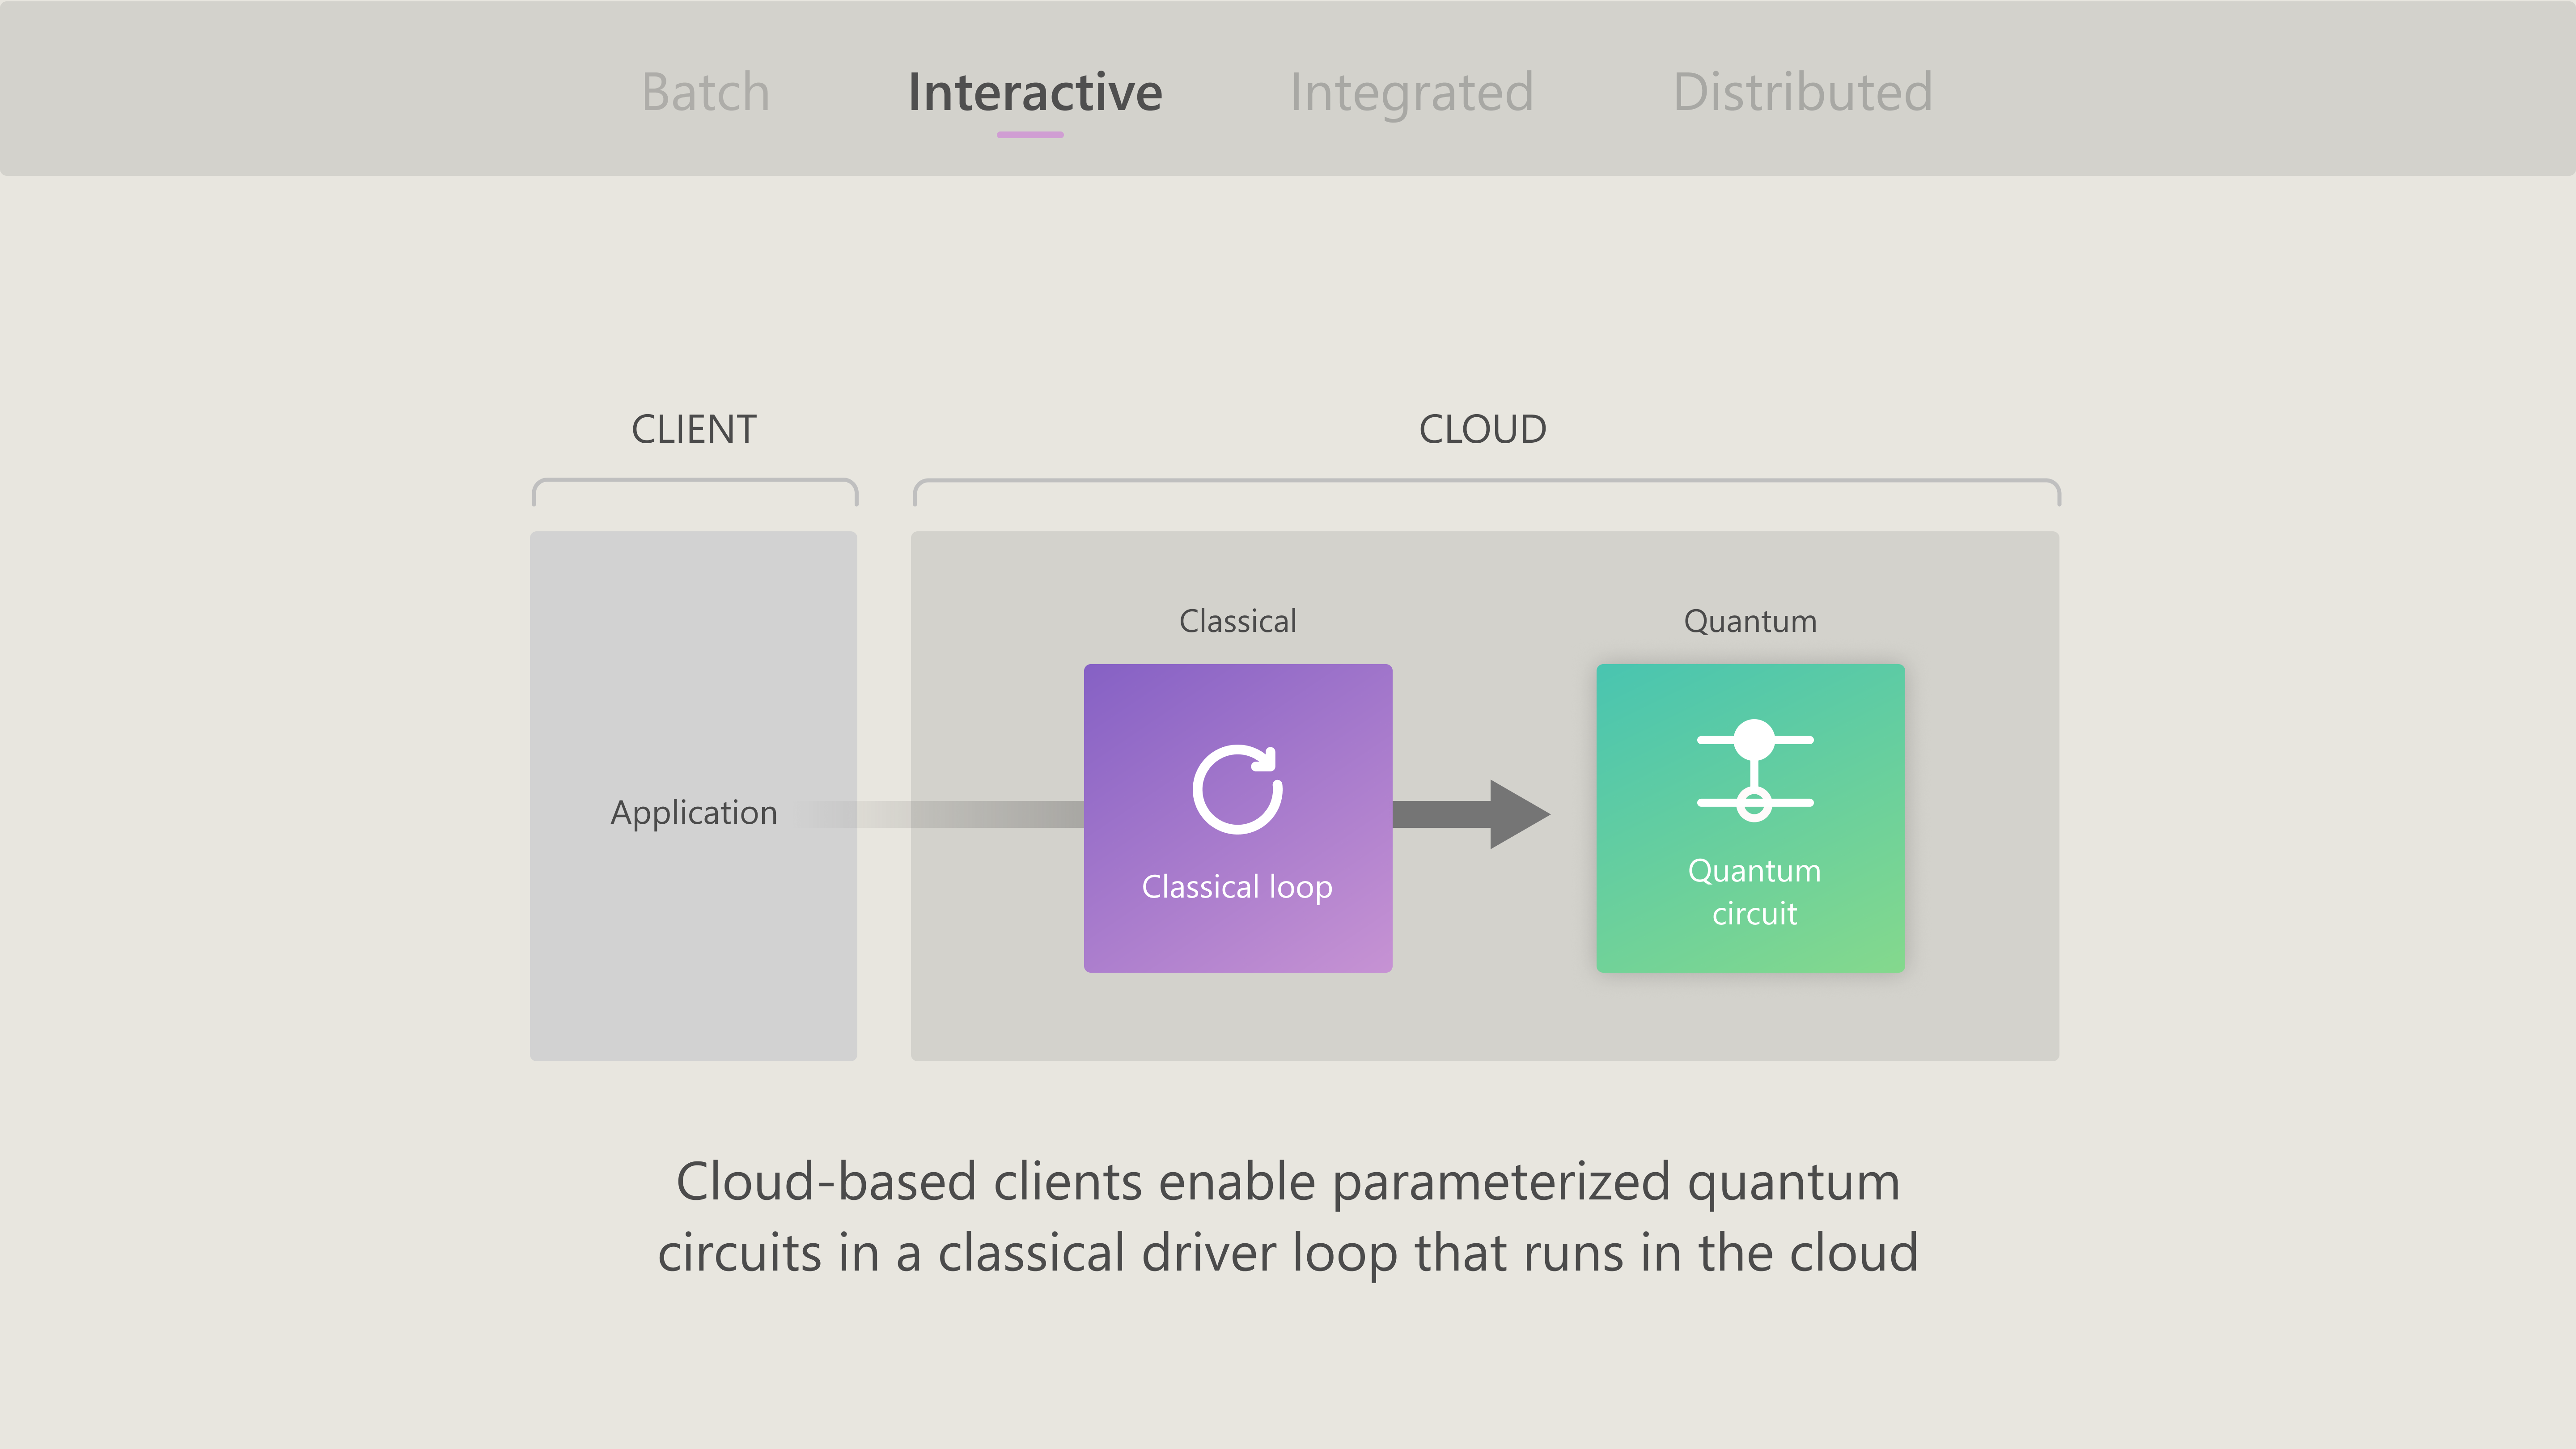 Batch
Interactive
Integrated
Distributed
CLIENT
CLOUD
Classical
Quantum
Application
Classical loop
Quantum
circuit
Cloud-based clients enable parameterized quantum
circuits in a classical driver loop that runs in the cloud